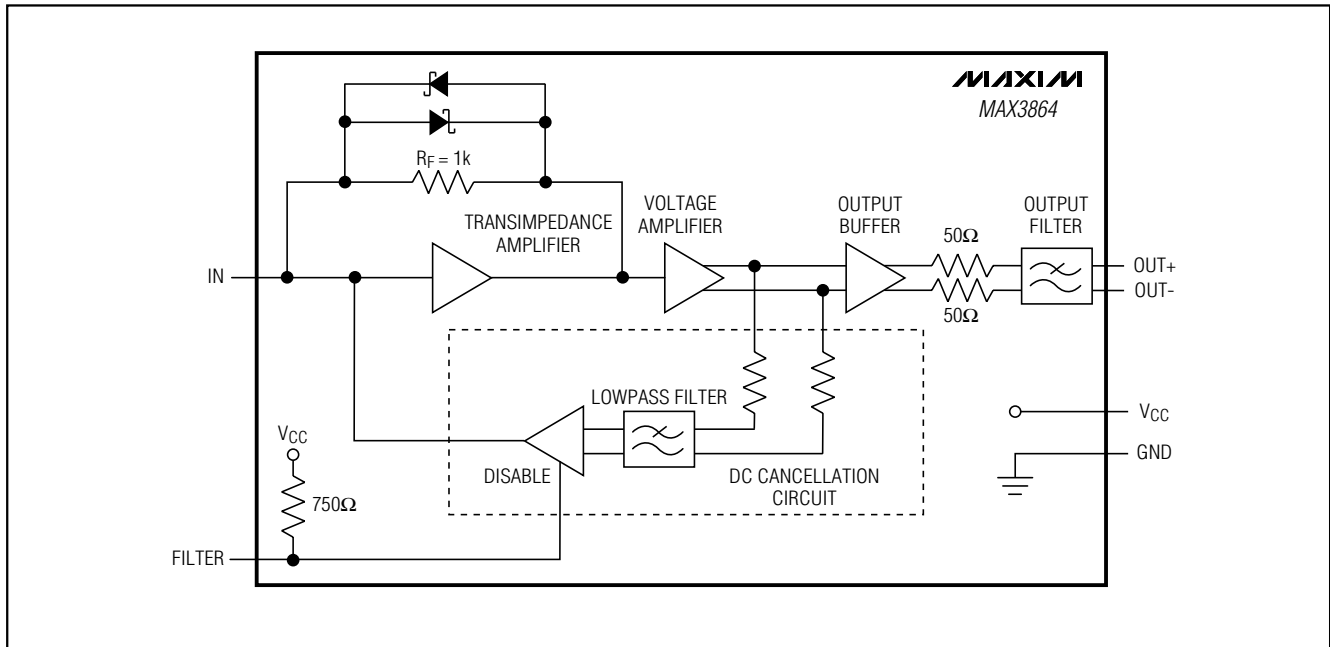 MAXIM
MAX3864
RF = 1k
TRANSIMPEDANCE
AMPLIFIER
VOLTAGE
AMPLIFIER
OUTPUT
BUFFER
OUTPUT
FILTER
50Ω
50Ω
IN
OUT+
OUT-
LOWPASS FILTER
DISABLE
DC CANCELLATION
CIRCUIT
VCC
750Ω
FILTER
VCC
GND